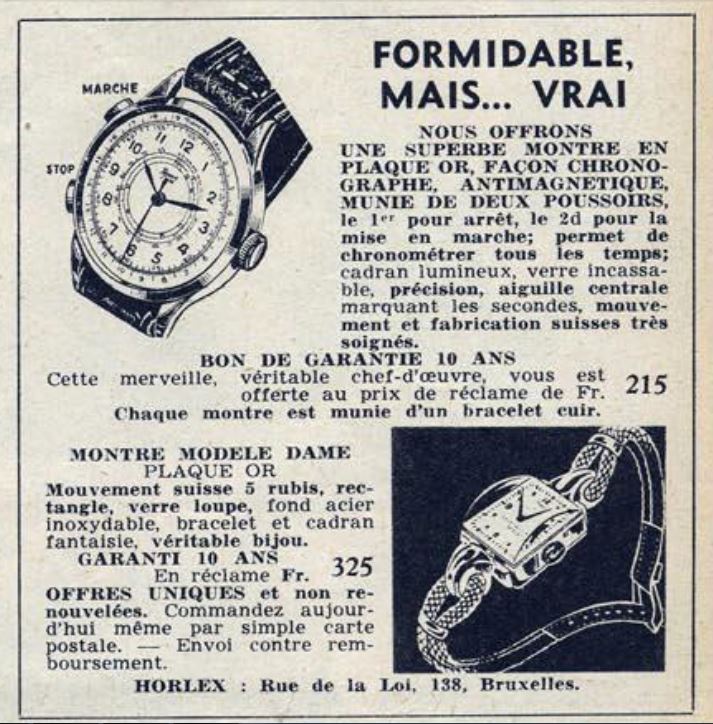 FORMIDABLE,
MAIS... VRAI
MARCHE
STOP
NOUS OFFRONS
UNE SUPERBE MONTRE EN
PLAQUE OR, FAÇON CHRONO-
GRAPHE, ANTIMAGNETIQUE,
MUNIE DE DEUX POUSSOIRS,
le 1er pour arrêt, le 2d pour la
mise en marche; permet de
chronométrer tous les temps;
cadran lumineux, verre incassa-
ble, précision, aiguille centrale
marquant les secondes, mouve-
ment et fabrication suisses très
soignés.
BON DE GARANTIE 10 ANS
Cette merveille, véritable chef-d'œuvre, vous est
offerte au prix de réclame de Fr. 215
Chaque montre est munie d'un bracelet cuir.
MONTRE MODELE DAME
PLAQUE OR
Mouvement suisse 5 rubis, rec-
tangle, verre loupe, fond acier
inoxydable, bracelet et cadran
fantaisie, véritable bijou.
GARANTI 10 ANS
En réclame Fr. 325
OFFRES UNIQUES et non re-
nouvelées. Commandez aujour-
d'hui même par simple carte
postale. — Envoi contre rem-
boursement.
HORLEX : Rue de la Loi, 138, Bruxelles.